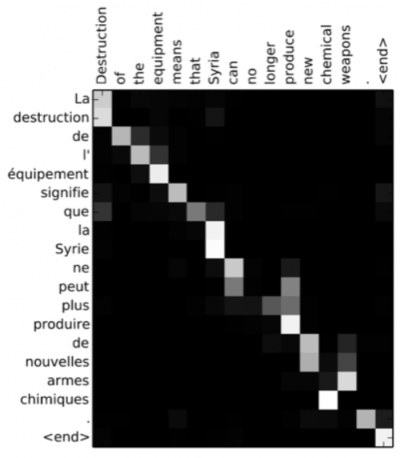 Destruction
of
the
equipment
means
that
Syria
can
no
longer
produce
new
chemical
weapons
.
<end>
La
destruction
de
l'
équipement
signifie
que
la
Syrie
ne
peut
plus
produire
de
nouvelles
armes
chimiques
.
<end>